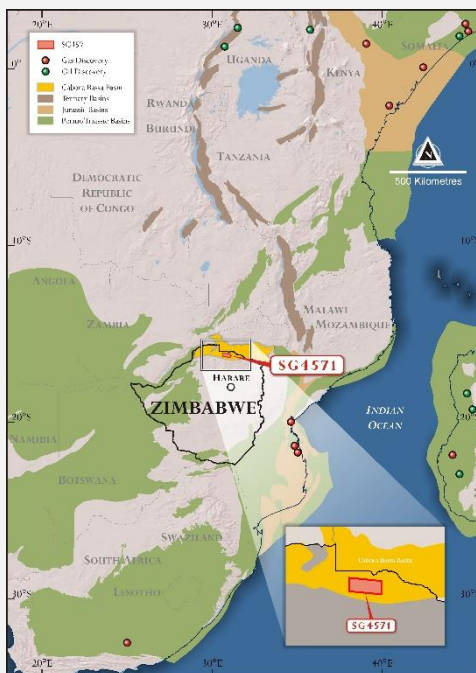 20°E
30°E
40°E
SG4571
Gas Discovery
Oil Discovery
Cabora Bassa Basin
Tertiary Basins
Jurassic Basins
Permo-Triassic Basins
SOMALIA
UGANDA
KENYA
0°
0°
RWANDA
BURUNDI
N
500 Kilometres
TANZANIA
DEMOCRATIC
REPUBLIC
OF CONGO
10°S
10°S
ANGOLA
MALAWI
MOZAMBIQUE
ZAMBIA
SG4571
HARARE
ZIMBABWE
INDIAN
OCEAN
20°S
NAMIBIA
BOTSWANA
SWAZILAND
Cabora Bassa Basin
SOUTH AFRICA
LESOTHO
SG4571
30°S
20°E
30°E
40°E